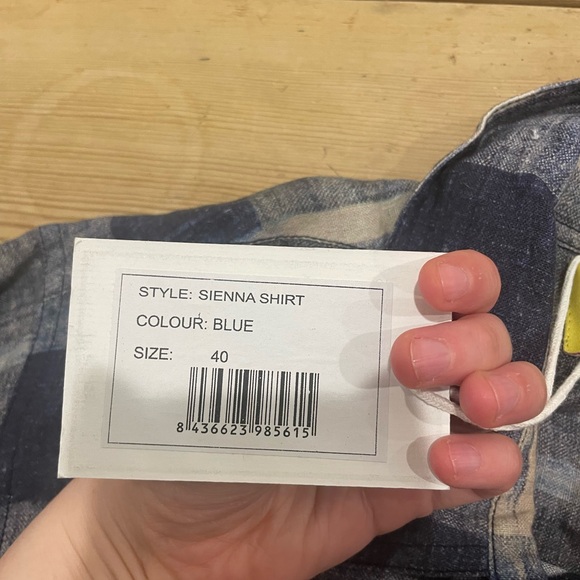 STYLE: SIENNA SHIRT
COLOUR: BLUE
SIZE: 40
8 436623 985615